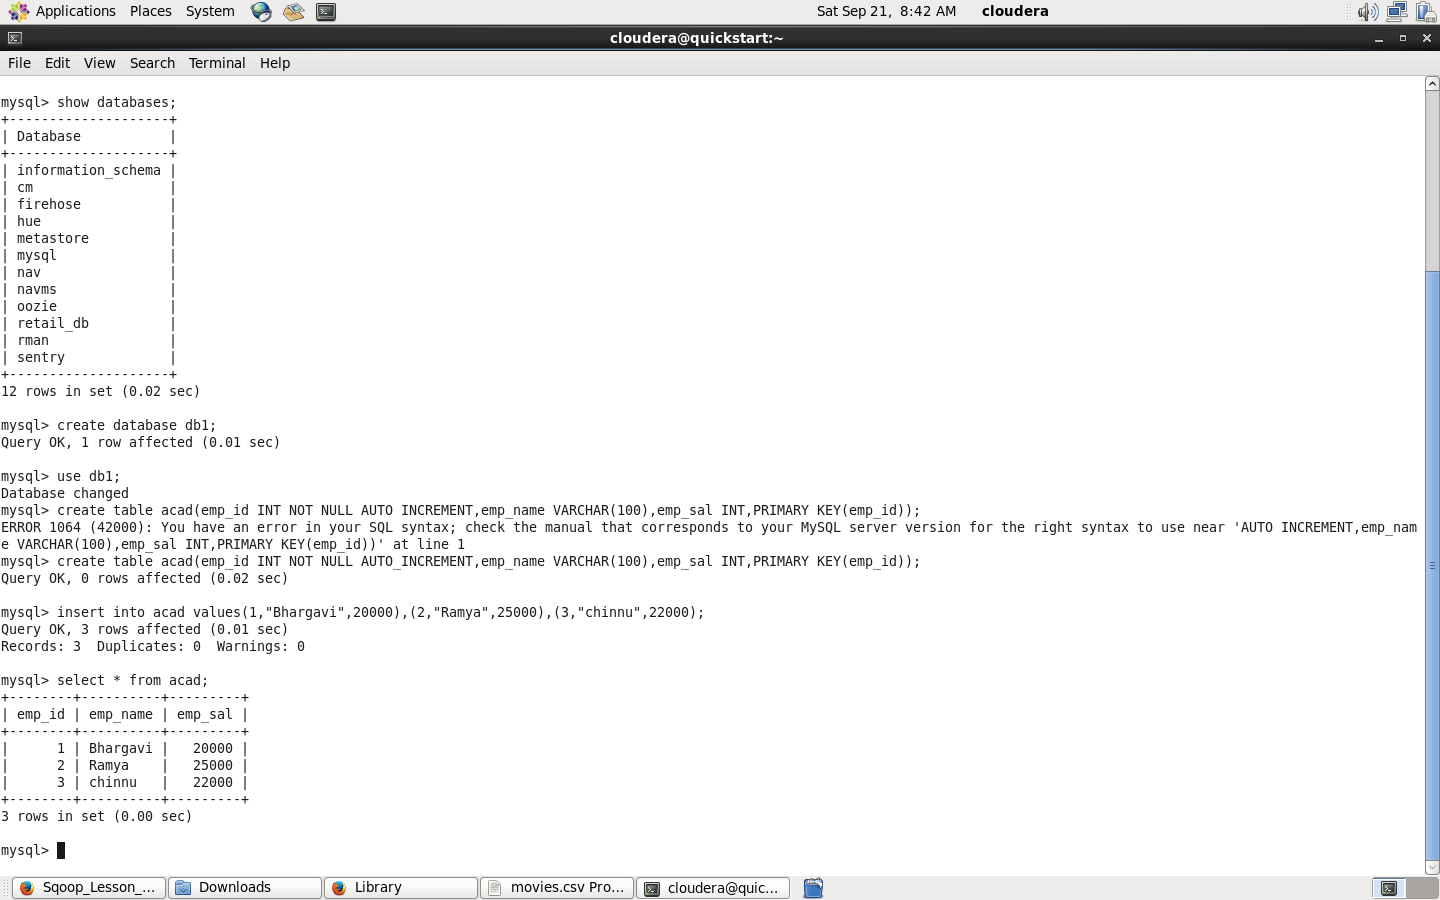 Applications Places System Sat Sep 21, 8:42 AM cloudera
cloudera@quickstart:~
File Edit View Search Terminal Help
mysql> show databases;
+--------------------+
| Database           |
+--------------------+
| information_schema |
| cm                 |
| firehose           |
| hue                |
| metastore          |
| mysql              |
| nav                |
| navms              |
| oozie              |
| retail_db          |
| rman               |
| sentry             |
+--------------------+
12 rows in set (0.02 sec)
mysql> create database db1;
Query OK, 1 row affected (0.01 sec)
mysql> use db1;
Database changed
mysql> create table acad(emp_id INT NOT NULL AUTO INCREMENT,emp_name VARCHAR(100),emp_sal INT,PRIMARY KEY(emp_id));
ERROR 1064 (42000): You have an error in your SQL syntax; check the manual that corresponds to your MySQL server version for the right syntax to use near 'AUTO INCREMENT,emp_nam
e VARCHAR(100),emp_sal INT,PRIMARY KEY(emp_id))' at line 1
mysql> create table acad(emp_id INT NOT NULL AUTO_INCREMENT,emp_name VARCHAR(100),emp_sal INT,PRIMARY KEY(emp_id));
Query OK, 0 rows affected (0.02 sec)
mysql> insert into acad values(1,"Bhargavi",20000),(2,"Ramya",25000),(3,"chinnu",22000);
Query OK, 3 rows affected (0.01 sec)
Records: 3  Duplicates: 0  Warnings: 0
mysql> select * from acad;
+--------+----------+---------+
| emp_id | emp_name | emp_sal |
+--------+----------+---------+
|      1 | Bhargavi |   20000 |
|      2 | Ramya    |   25000 |
|      3 | chinnu   |   22000 |
+--------+----------+---------+
3 rows in set (0.00 sec)
mysql>
Sqoop_Lesson_... Downloads Library movies.csv Pro... cloudera@quic...